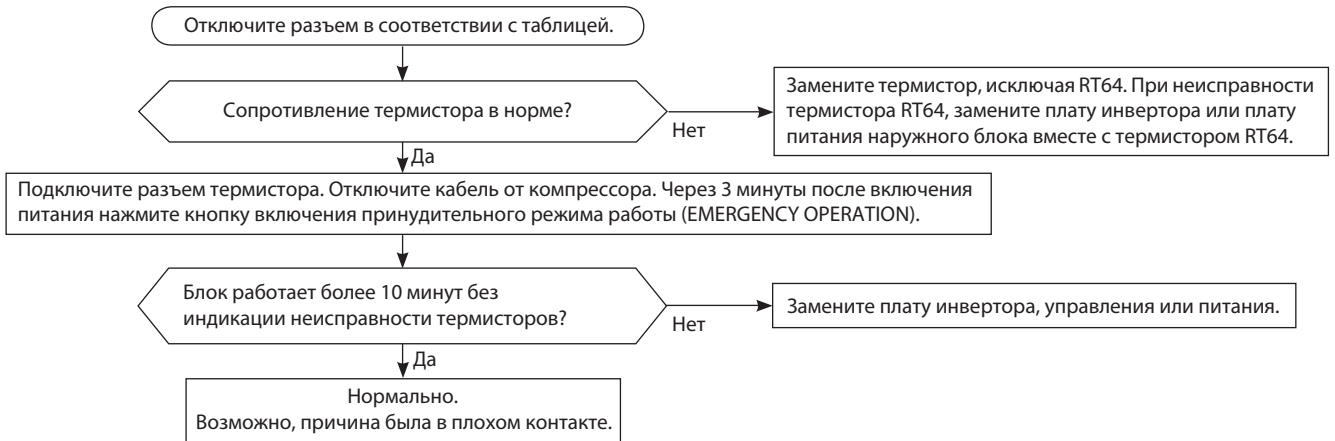 Отключите разъем в соответствии с таблицей.
Сопротивление термистора в норме?
Нет
Замените термистор, исключая RT64. При неисправности
термистора RT64, замените плату инвертора или плату
питания наружного блока вместе с термистором RT64.
Да
Подключите разъем термистора. Отключите кабель от компрессора. Через 3 минуты после включения
питания нажмите кнопку включения принудительного режима работы (EMERGENCY OPERATION).
Блок работает более 10 минут без
индикации неисправности термисторов?
Нет
Замените плату инвертора, управления или питания.
Да
Нормально.
Возможно, причина была в плохом контакте.